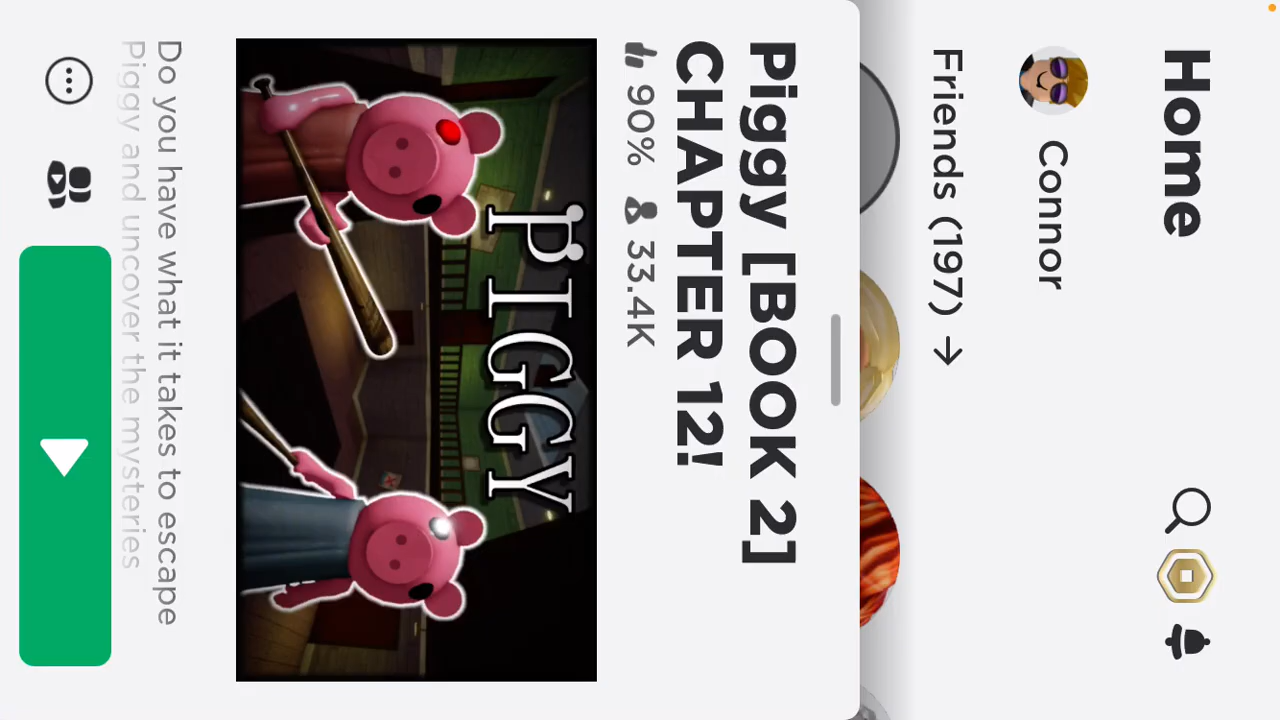 Home
Connor
Friends (197) →
Piggy [BOOK 2]
CHAPTER 12!
90% 33.4K
PIGGY
Do you have what it takes to escape
Piggy and uncover the mysteries